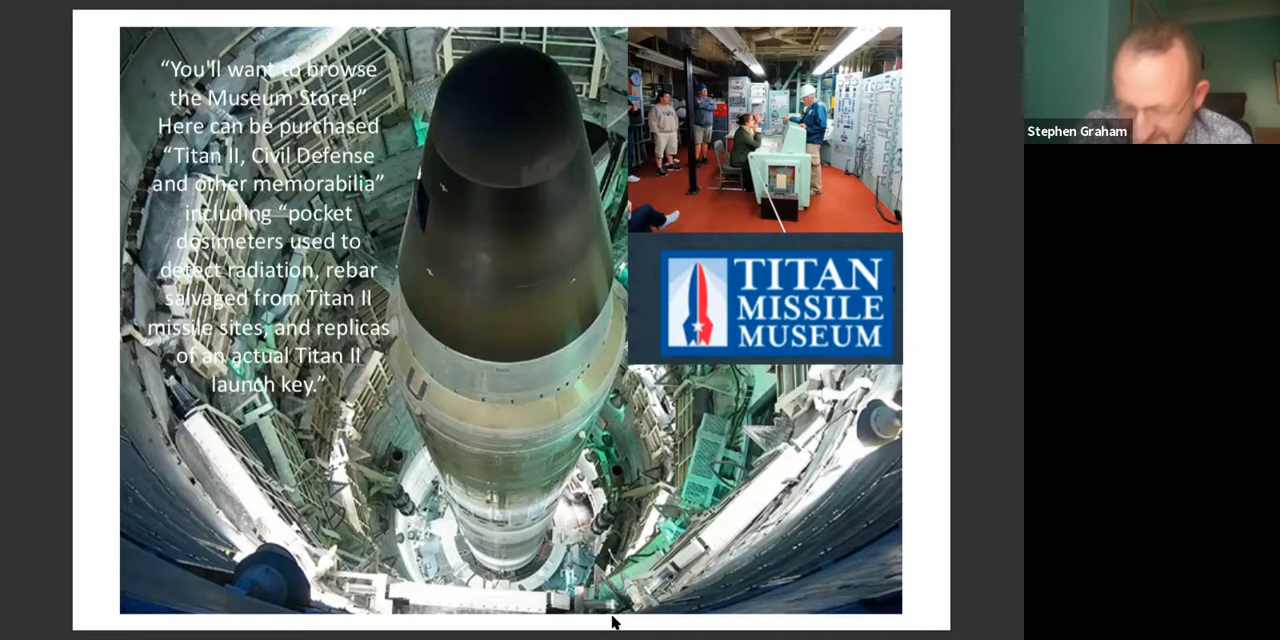 “You'll want to browse
the Museum Store!”
Here can be purchased
“Titan II, Civil Defense
and other memorabilia”
including “pocket
dosimeters used to
detect radiation, rebar
salvaged from Titan II
missile sites, and replicas
of an actual Titan II
launch key.”
TITAN
MISSILE
MUSEUM
Stephen Graham